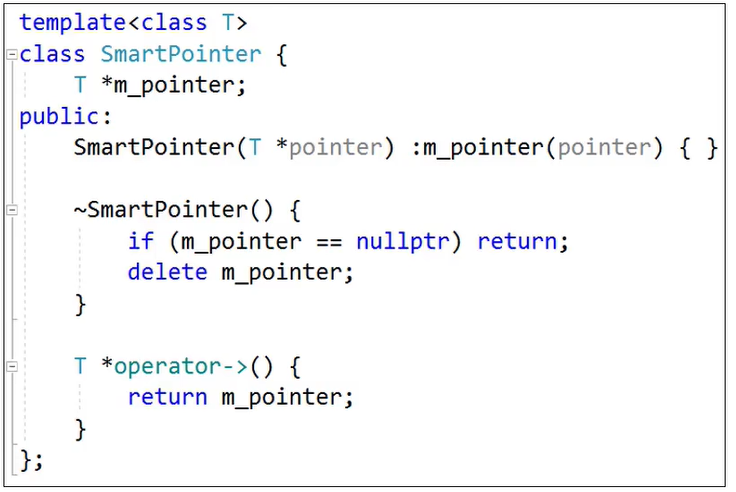 template<class T>
class SmartPointer {
    T *m_pointer;
public:
    SmartPointer(T *pointer) :m_pointer(pointer) { }

    ~SmartPointer() {
        if (m_pointer == nullptr) return;
        delete m_pointer;
    }

    T *operator->() {
        return m_pointer;
    }
};